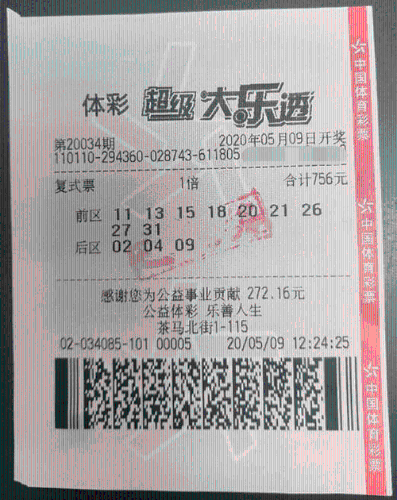 体彩 超级大乐透
第20034期 2020年05月09日开奖
110110-294360-028743-611805
复式票 1倍 合计756元
前区 11 13 15 18 20 21 26
27 31
后区 02 04 09
感谢您为公益事业贡献 272.16元
公益体彩 乐善人生
茶马北街1-115
02-034085-101 00005 20/05/09 12:24:25
中国体育彩票
中国体育彩票
中国体育彩票